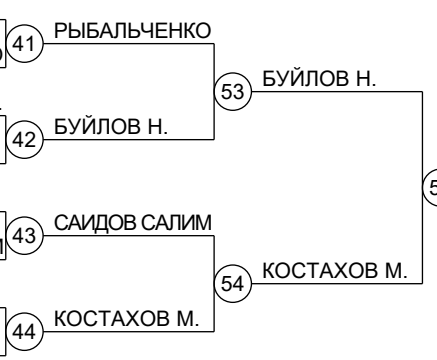 41 РЫБАЛЬЧЕНКО
53 БУЙЛОВ Н.
42 БУЙЛОВ Н.
43 САИДОВ САЛИМ
54 КОСТАХОВ М.
44 КОСТАХОВ М.